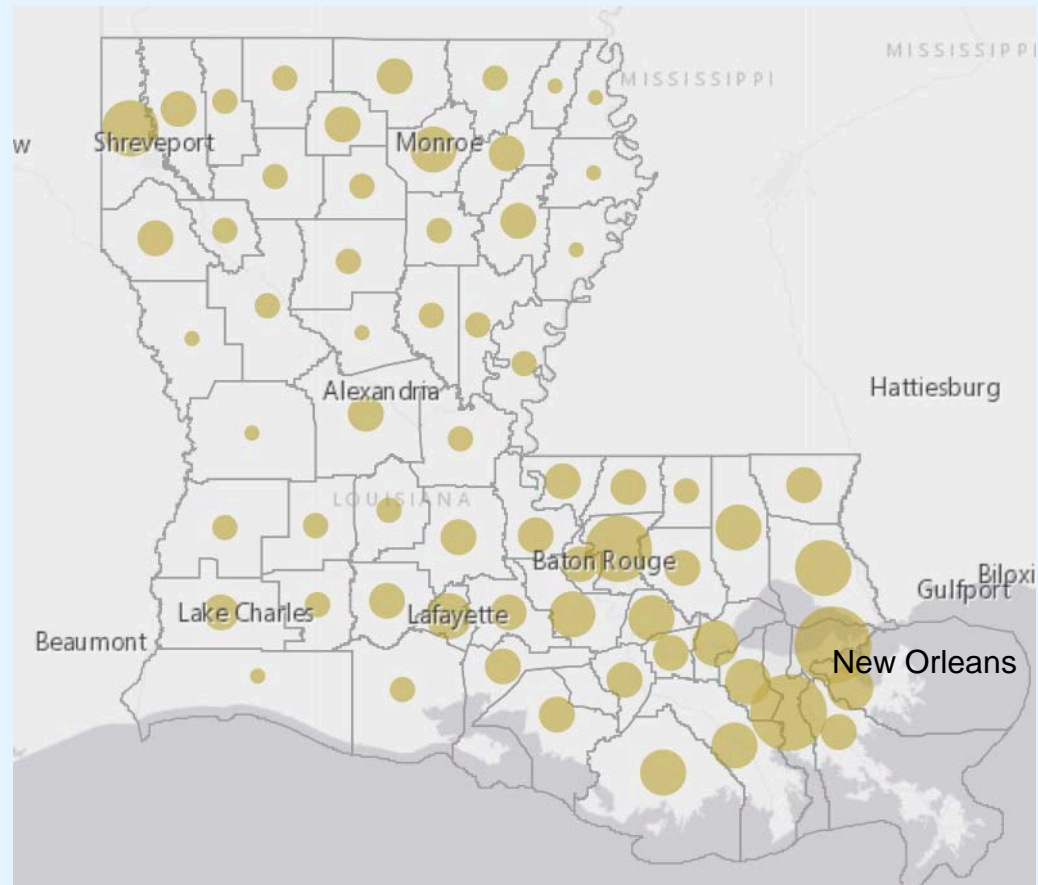 MISSISSIPPI
MISSISSIPPI
w
Shreveport
Monroe
Alexandria
Hattiesburg
LOUISIANA
Baton Rouge
Biloxi
Gulfport
Lake Charles
Lafayette
Beaumont
New Orleans